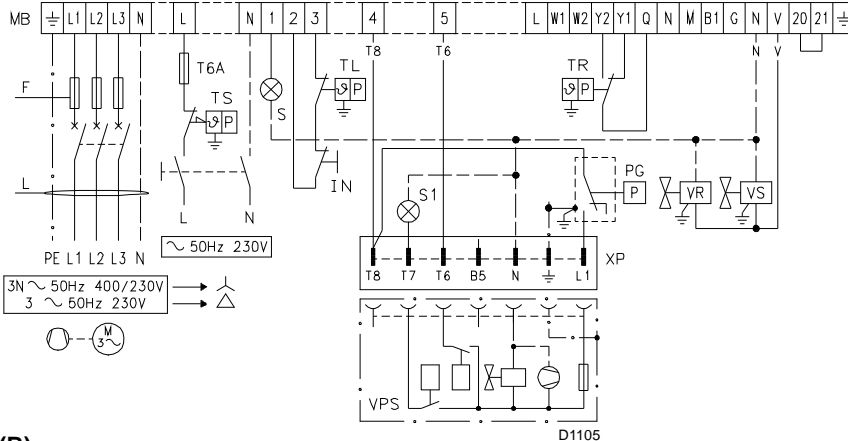 MB L1 L2 L3 N L N 1 2 3 4 5 L W1 W2 Y2 Y1 Q N M B1 G N V 20 21
T8 T6 N V
T6A
TS
ϑ P
F
S
TL
ϑ P
TR
ϑ P
IN
PG
P
VR
VS
S1
L
L N
~ 50Hz 230V
PE L1 L2 L3 N
T8 T7 T6 B5 N L1
XP
3N ~ 50Hz 400/230V
3 ~ 50Hz 230V
M
3~
VPS
D1105
(B)